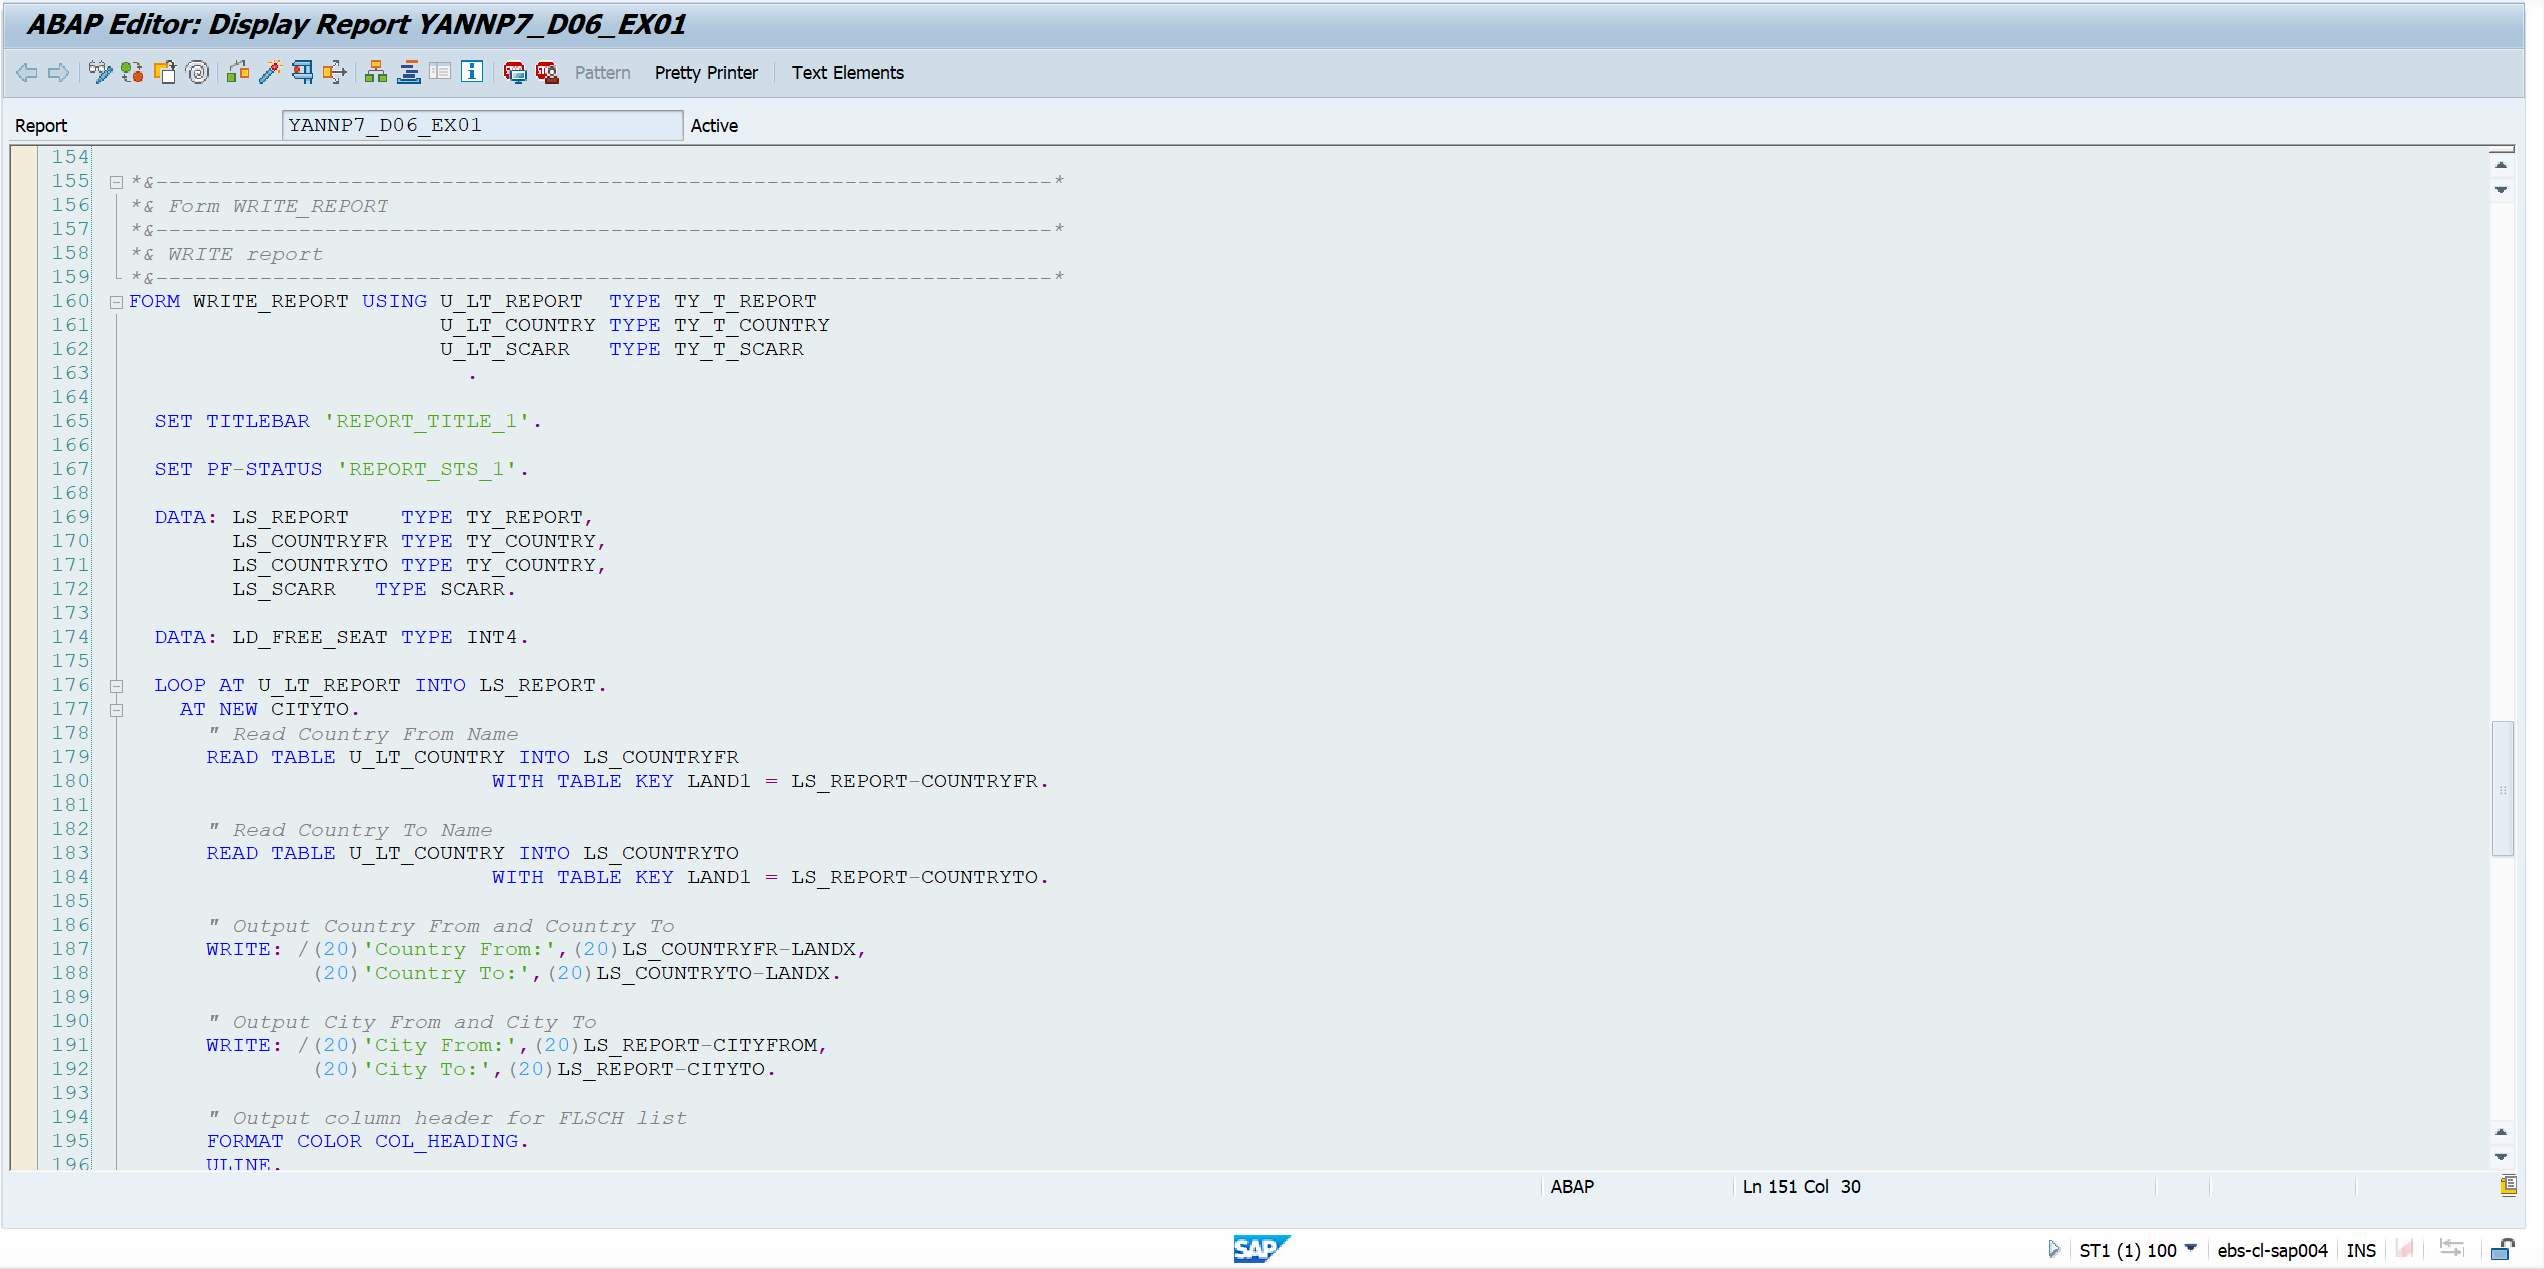 ABAP Editor: Display Report YANNP7_D06_EX01
Pattern Pretty Printer Text Elements
Report YANNP7_D06_EX01 Active
154
155 *&---------------------------------------------------------------------*
156 *& Form WRITE_REPORT
157 *&---------------------------------------------------------------------*
158 *& WRITE report
159 *&---------------------------------------------------------------------*
160 FORM WRITE_REPORT USING U_LT_REPORT  TYPE TY_T_REPORT
161                         U_LT_COUNTRY TYPE TY_T_COUNTRY
162                         U_LT_SCARR   TYPE TY_T_SCARR
163                           .
164
165   SET TITLEBAR 'REPORT_TITLE_1'.
166
167   SET PF-STATUS 'REPORT_STS_1'.
168
169   DATA: LS_REPORT    TYPE TY_REPORT,
170         LS_COUNTRYFR TYPE TY_COUNTRY,
171         LS_COUNTRYTO TYPE TY_COUNTRY,
172         LS_SCARR   TYPE SCARR.
173
174   DATA: LD_FREE_SEAT TYPE INT4.
175
176   LOOP AT U_LT_REPORT INTO LS_REPORT.
177     AT NEW CITYTO.
178       " Read Country From Name
179       READ TABLE U_LT_COUNTRY INTO LS_COUNTRYFR
180                             WITH TABLE KEY LAND1 = LS_REPORT-COUNTRYFR.
181
182       " Read Country To Name
183       READ TABLE U_LT_COUNTRY INTO LS_COUNTRYTO
184                             WITH TABLE KEY LAND1 = LS_REPORT-COUNTRYTO.
185
186       " Output Country From and Country To
187       WRITE: /(20)'Country From:',(20)LS_COUNTRYFR-LANDX,
188               (20)'Country To:',(20)LS_COUNTRYTO-LANDX.
189
190       " Output City From and City To
191       WRITE: /(20)'City From:',(20)LS_REPORT-CITYFROM,
192               (20)'City To:',(20)LS_REPORT-CITYTO.
193
194       " Output column header for FLSCH list
195       FORMAT COLOR COL_HEADING.
196       ULINE.
ABAP Ln 151 Col 30
SAP ST1 (1) 100 ebs-cl-sap004 INS